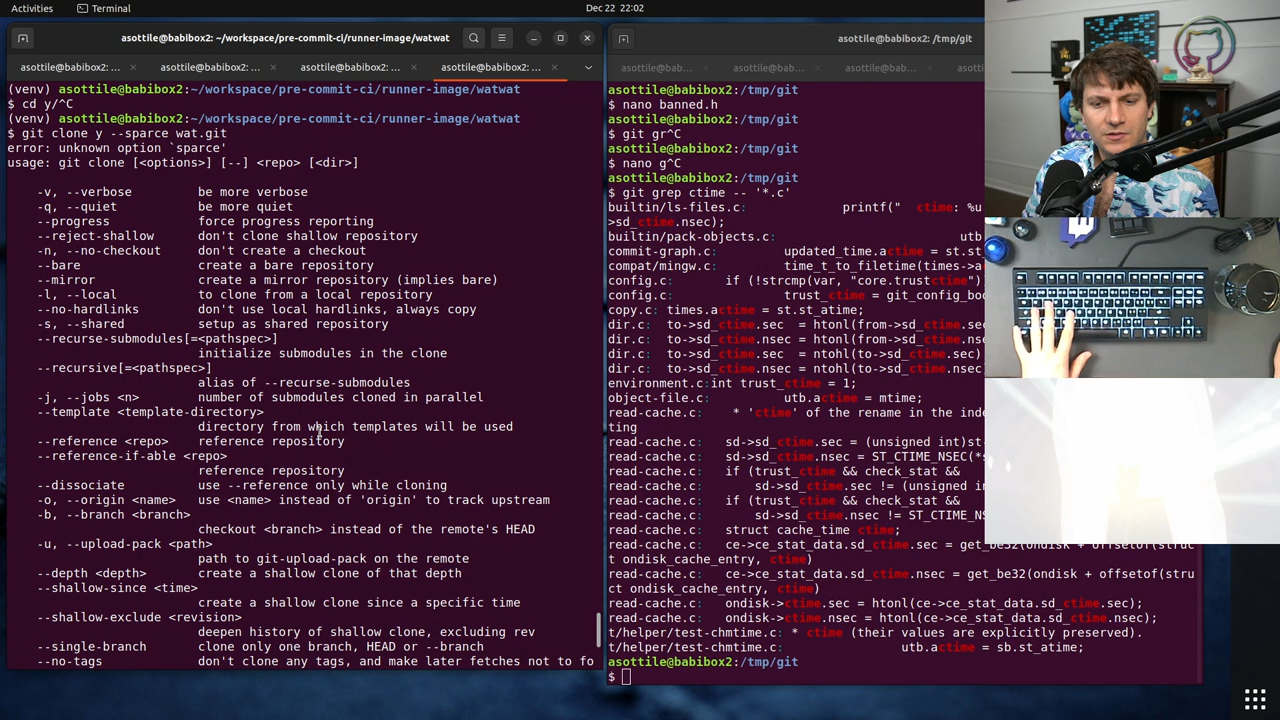 Activities
Terminal
Dec 22 22:02
asottile@babibox2: ~/workspace/pre-commit-ci/runner-image/watwat
asottile@babibox2: ...
asottile@babibox2: ...
asottile@babibox2: ...
asottile@babibox2: ...
(venv) asottile@babibox2:~/workspace/pre-commit-ci/runner-image/watwat
$ cd y/^C
(venv) asottile@babibox2:~/workspace/pre-commit-ci/runner-image/watwat
$ git clone y --sparce wat.git
error: unknown option `sparce'
usage: git clone [<options>] [--] <repo> [<dir>]
-v, --verbose be more verbose
-q, --quiet be more quiet
--progress force progress reporting
--reject-shallow don't clone shallow repository
-n, --no-checkout don't create a checkout
--bare create a bare repository
--mirror create a mirror repository (implies bare)
-l, --local to clone from a local repository
--no-hardlinks don't use local hardlinks, always copy
-s, --shared setup as shared repository
--recurse-submodules[=<pathspec>]
initialize submodules in the clone
--recursive[=<pathspec>]
alias of --recurse-submodules
-j, --jobs <n> number of submodules cloned in parallel
--template <template-directory>
directory from which templates will be used
--reference <repo> reference repository
--reference-if-able <repo>
reference repository
--dissociate use --reference only while cloning
-o, --origin <name> use <name> instead of 'origin' to track upstream
-b, --branch <branch>
checkout <branch> instead of the remote's HEAD
-u, --upload-pack <path>
path to git-upload-pack on the remote
--depth <depth> create a shallow clone of that depth
--shallow-since <time>
create a shallow clone since a specific time
--shallow-exclude <revision>
deepen history of shallow clone, excluding rev
--single-branch clone only one branch, HEAD or --branch
--no-tags don't clone any tags, and make later fetches not to fo
asottile@babibox2: /tmp/git
asottile@bab...
asottile@bab...
asottile@bab...
asot
asottile@babibox2:/tmp/git
$ nano banned.h
asottile@babibox2:/tmp/git
$ git gr^C
asottile@babibox2:/tmp/git
$ nano g^C
asottile@babibox2:/tmp/git
$ git grep ctime -- '*.c'
builtin/ls-files.c: printf(" ctime: %u
>sd_ctime.nsec);
builtin/pack-objects.c: utb
commit-graph.c: updated_time.actime = st.st
compat/mingw.c: time_t_to_filetime(times->a
config.c: if (!strcmp(var, "core.trustctime")
config.c: trust_ctime = git_config_boo
copy.c: times.actime = st.st_atime;
dir.c: to->sd_ctime.sec = htonl(from->sd_ctime.sec
dir.c: to->sd_ctime.nsec = htonl(from->sd_ctime.nse
dir.c: to->sd_ctime.sec = ntohl(to->sd_ctime.sec)
dir.c: to->sd_ctime.nsec = ntohl(to->sd_ctime.nsec
environment.c:int trust_ctime = 1;
object-file.c: utb.actime = mtime;
read-cache.c: * 'ctime' of the rename in the inde
ting
read-cache.c: sd->sd_ctime.sec = (unsigned int)st-
read-cache.c: sd->sd_ctime.nsec = ST_CTIME_NSEC(*s
read-cache.c: if (trust_ctime && check_stat &&
read-cache.c: sd->sd_ctime.sec != (unsigned in
read-cache.c: if (trust_ctime && check_stat &&
read-cache.c: sd->sd_ctime.nsec != ST_CTIME_NS
read-cache.c: struct cache_time ctime;
read-cache.c: ce->ce_stat_data.sd_ctime.sec = get_be32(ondisk + offsetof(struc
t ondisk_cache_entry, ctime)
read-cache.c: ce->ce_stat_data.sd_ctime.nsec = get_be32(ondisk + offsetof(stru
ct ondisk_cache_entry, ctime)
read-cache.c: ondisk->ctime.sec = htonl(ce->ce_stat_data.sd_ctime.sec);
read-cache.c: ondisk->ctime.nsec = htonl(ce->ce_stat_data.sd_ctime.nsec);
t/helper/test-chmtime.c: * ctime (their values are explicitly preserved).
t/helper/test-chmtime.c: utb.actime = sb.st_atime;
asottile@babibox2:/tmp/git
$